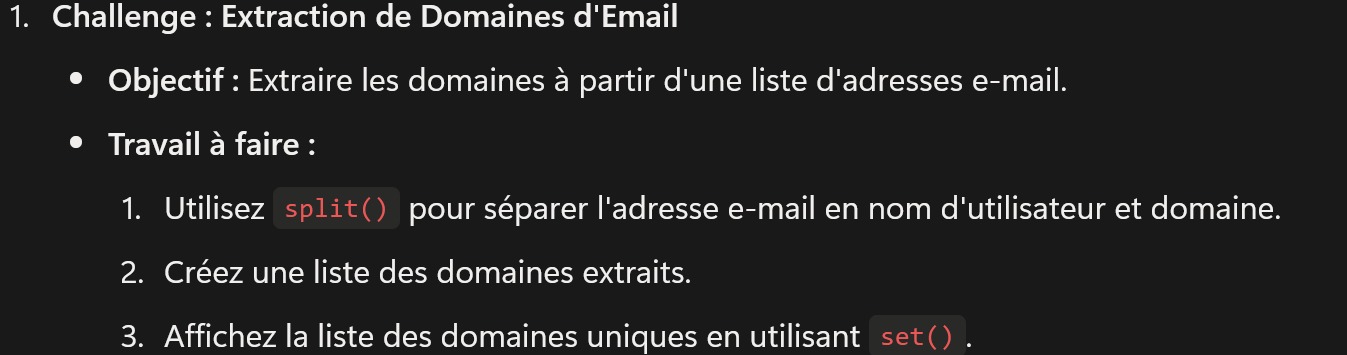 1. Challenge : Extraction de Domaines d'Email
• Objectif : Extraire les domaines à partir d'une liste d'adresses e-mail.
• Travail à faire :
1. Utilisez split() pour séparer l'adresse e-mail en nom d'utilisateur et domaine.
2. Créez une liste des domaines extraits.
3. Affichez la liste des domaines uniques en utilisant set().